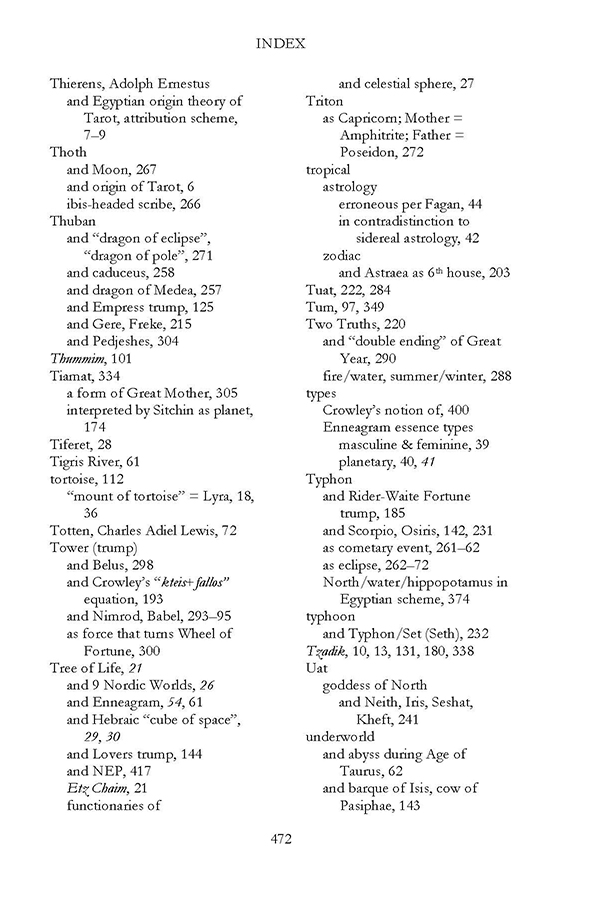 INDEX
Thierens, Adolph Ernestus
and Egyptian origin theory of
Tarot, attribution scheme,
7–9
Thoth
and Moon, 267
and origin of Tarot, 6
ibis-headed scribe, 266
Thuban
and “dragon of eclipse”,
“dragon of pole”, 271
and caduceus, 258
and dragon of Medea, 257
and Empress trump, 125
and Gere, Freke, 215
and Pedjeshes, 304
Thummim, 101
Tiamat, 334
a form of Great Mother, 305
interpreted by Sitchin as planet,
174
Tiferet, 28
Tigris River, 61
tortoise, 112
“mount of tortoise” = Lyra, 18,
36
Totten, Charles Adiel Lewis, 72
Tower (trump)
and Belus, 298
and Crowley’s “kteis+fallos”
equation, 193
and Nimrod, Babel, 293–95
as force that turns Wheel of
Fortune, 300
Tree of Life, 21
and 9 Nordic Worlds, 26
and Enneagram, 54, 61
and Hebraic “cube of space”,
29, 30
and Lovers trump, 144
and NEP, 417
Etz Chaim, 21
functionaries of
and celestial sphere, 27
Triton
as Capricorn; Mother =
Amphitrite; Father =
Poseidon, 272
tropical
astrology
erroneous per Fagan, 44
in contradistinction to
sidereal astrology, 42
zodiac
and Astraea as 6th house, 203
Tuat, 222, 284
Tum, 97, 349
Two Truths, 220
and “double ending” of Great
Year, 290
fire/water, summer/winter, 288
types
Crowley’s notion of, 400
Enneagram essence types
masculine & feminine, 39
planetary, 40, 41
Typhon
and Rider-Waite Fortune
trump, 185
and Scorpio, Osiris, 142, 231
as cometary event, 261–62
as eclipse, 262–72
North/water/hippopotamus in
Egyptian scheme, 374
typhoon
and Typhon/Set (Seth), 232
Tzadik, 10, 13, 131, 180, 338
Uat
goddess of North
and Neith, Iris, Seshat,
Kheft, 241
underworld
and abyss during Age of
Taurus, 62
and barque of Isis, cow of
Pasiphae, 143
472